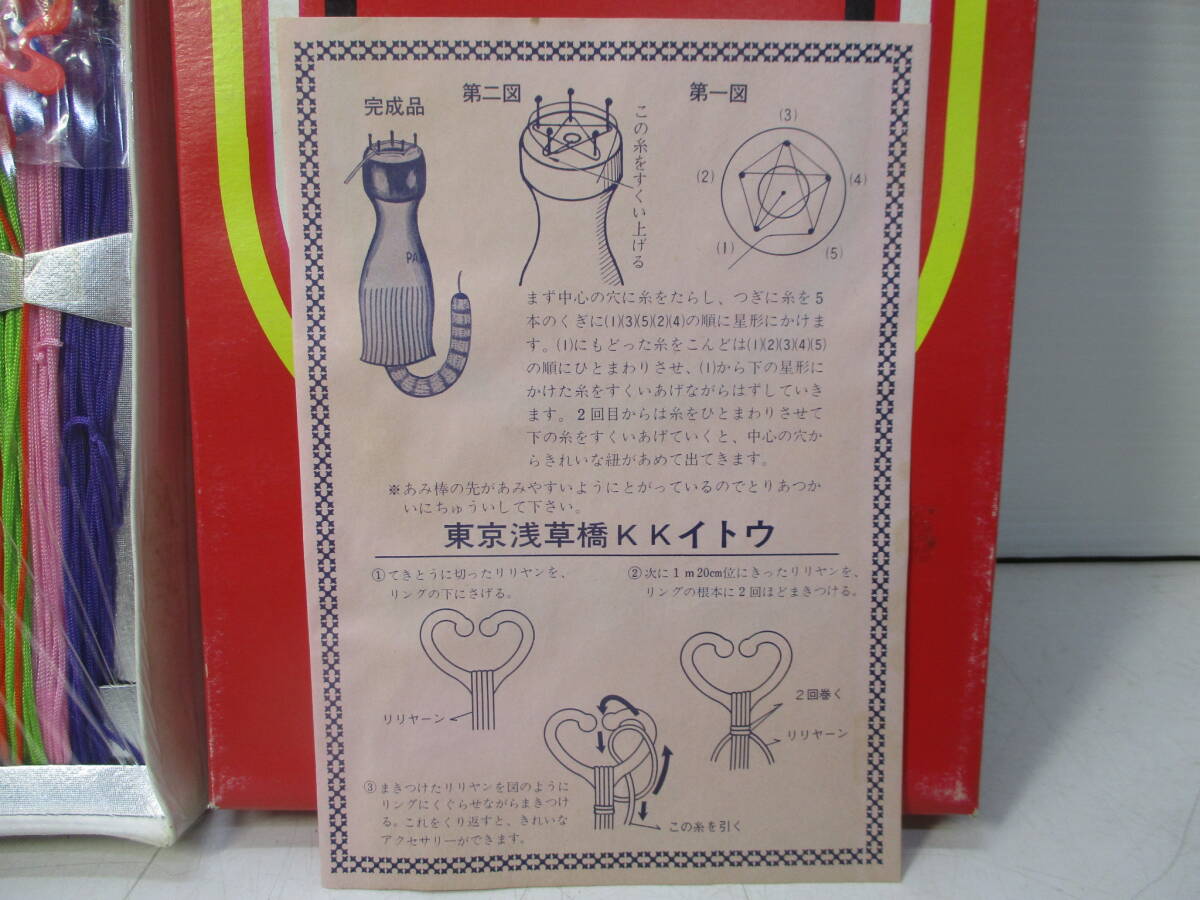 完成品
第二図
この糸をすくい上げる
第一図
(3)
(2)
(4)
(1)
(5)
PA
まず中心の穴に糸をたらし、つぎに糸を5
本のくぎに(1)(3)(5)(2)(4)の順に星形にかけま
す。(1)にもどった糸をこんどは(1)(2)(3)(4)(5)
の順にひとまわりさせ、(1)から下の星形に
かけた糸をすくいあげながらはずしていき
ます。2回目からは糸をひとまわりさせて
下の糸をすくいあげていくと、中心の穴か
らきれいな紐があめて出てきます。
※あみ棒の先があみやすいようにとがっているのでとりあつか
いにちゅういして下さい。
東京浅草橋KKイトウ
①てきとうに切ったリリヤンを、
リングの下にさげる。
リリヤーン
②次に1m20cm位にきったリリヤンを、
リングの根本に2回ほどまきつける。
2回巻く
リリヤーン
③まきつけたリリヤンを図のように
リングにくぐらせながらまきつけ
る。これをくり返すと、きれいな
アクセサリーができます。
この糸を引く